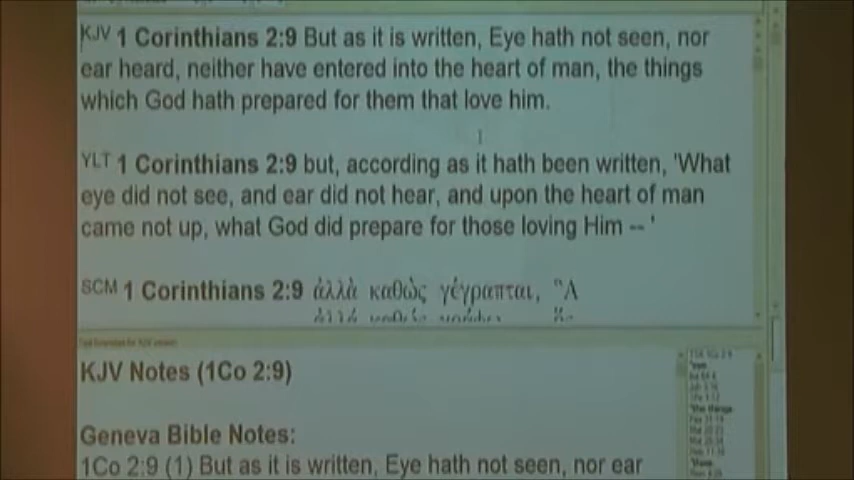 KJV 1 Corinthians 2:9 But as it is written, Eye hath not seen, nor
ear heard, neither have entered into the heart of man, the things
which God hath prepared for them that love him.
YLT 1 Corinthians 2:9 but, according as it hath been written, 'What
eye did not see, and ear did not hear, and upon the heart of man
came not up, what God did prepare for those loving Him -- '
SCM 1 Corinthians 2:9 ἀλλὰ καθὼς γέγραπται, Ἃ
KJV Notes (1Co 2:9)
Geneva Bible Notes:
1Co 2:9 (1) But as it is written, Eye hath not seen, nor ear
"the things